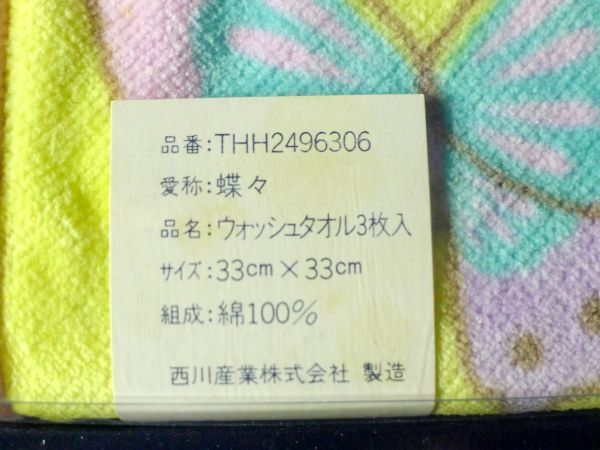 品番:THH2496306
愛称:蝶々
品名:ウォッシュタオル3枚入
サイズ:33cm×33cm
組成:綿100%
西川産業株式会社 製造